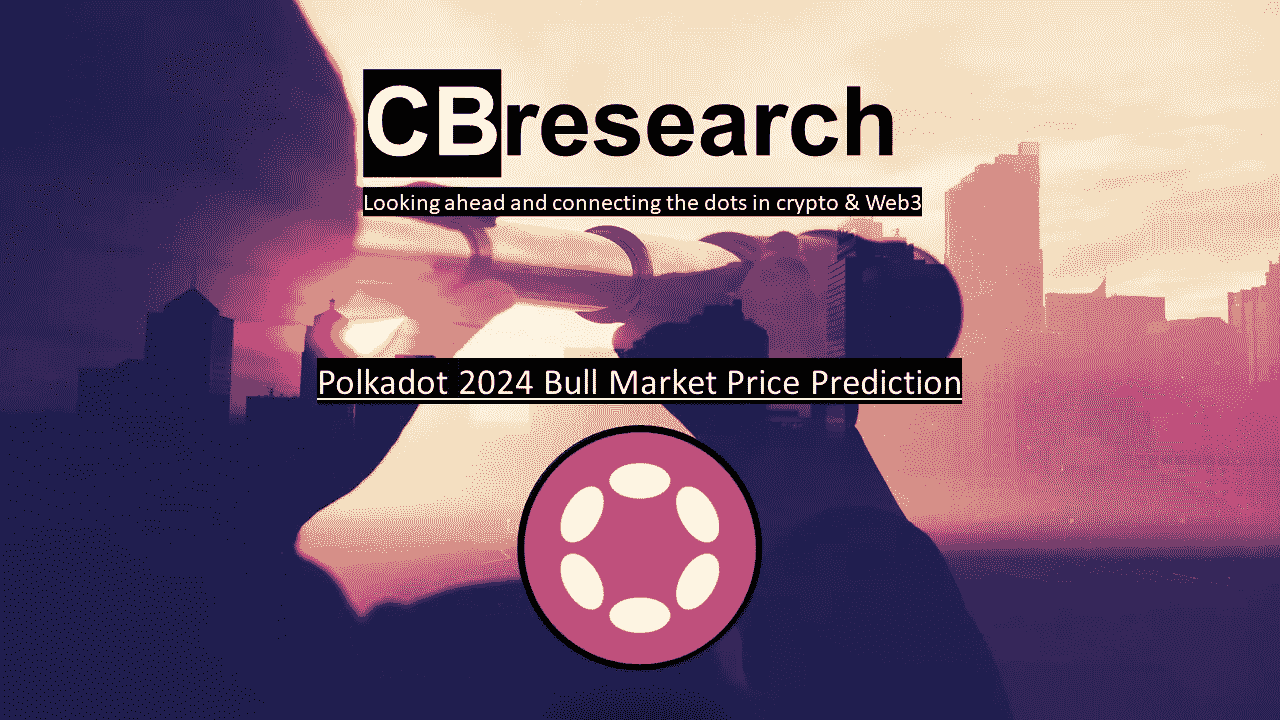 CBresearch
Looking ahead and connecting the dots in crypto & Web3
Polkadot 2024 Bull Market Price Prediction